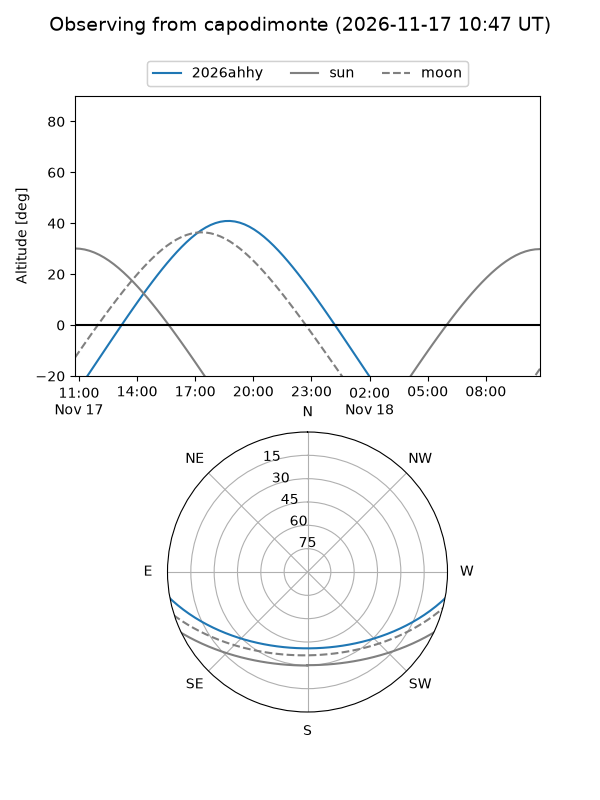 Observing from capodimonte (2026-11-17 10:47 UT)
2026ahhy sun moon
80
60
40
20
0
−20
Altitude [deg]
11:00 14:00 17:00 20:00 23:00 02:00 05:00 08:00
Nov 17 Nov 18
N
NE NW
15
30
45
60
75
E W
SE SW
S